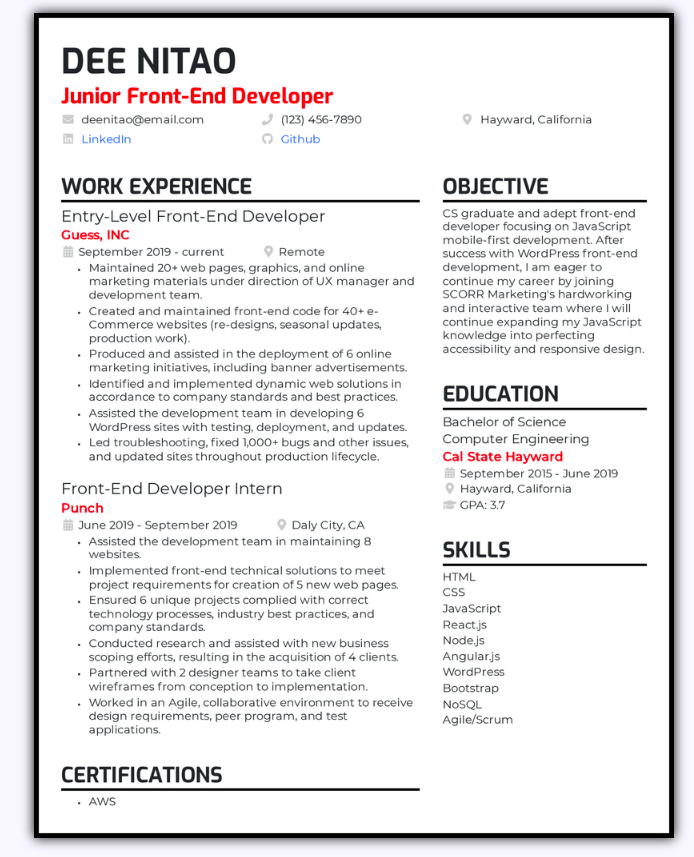 DEE NITAO
Junior Front-End Developer
deenitao@email.com (123) 456-7890 Hayward, California
LinkedIn Github
WORK EXPERIENCE
Entry-Level Front-End Developer
Guess, INC
September 2019 - current Remote
• Maintained 20+ web pages, graphics, and online
marketing materials under direction of UX manager and
development team.
• Created and maintained front-end code for 40+ e-
Commerce websites (re-designs, seasonal updates,
production work).
• Produced and assisted in the deployment of 6 online
marketing initiatives, including banner advertisements.
• Identified and implemented dynamic web solutions in
accordance to company standards and best practices.
• Assisted the development team in developing 6
WordPress sites with testing, deployment, and updates.
• Led troubleshooting, fixed 1,000+ bugs and other issues,
and updated sites throughout production lifecycle.
Front-End Developer Intern
Punch
June 2019 - September 2019 Daly City, CA
• Assisted the development team in maintaining 8
websites.
• Implemented front-end technical solutions to meet
project requirements for creation of 5 new web pages.
• Ensured 6 unique projects complied with correct
technology processes, industry best practices, and
company standards.
• Conducted research and assisted with new business
scoping efforts, resulting in the acquisition of 4 clients.
• Partnered with 2 designer teams to take client
wireframes from conception to implementation.
• Worked in an Agile, collaborative environment to receive
design requirements, peer program, and test
applications.
CERTIFICATIONS
• AWS
OBJECTIVE
CS graduate and adept front-end
developer focusing on JavaScript
mobile-first development. After
success with WordPress front-end
development, I am eager to
continue my career by joining
SCORR Marketing's hardworking
and interactive team where I will
continue expanding my JavaScript
knowledge into perfecting
accessibility and responsive design.
EDUCATION
Bachelor of Science
Computer Engineering
Cal State Hayward
September 2015 - June 2019
Hayward, California
GPA: 3.7
SKILLS
HTML
CSS
JavaScript
React.js
Node.js
Angular.js
WordPress
Bootstrap
NoSQL
Agile/Scrum